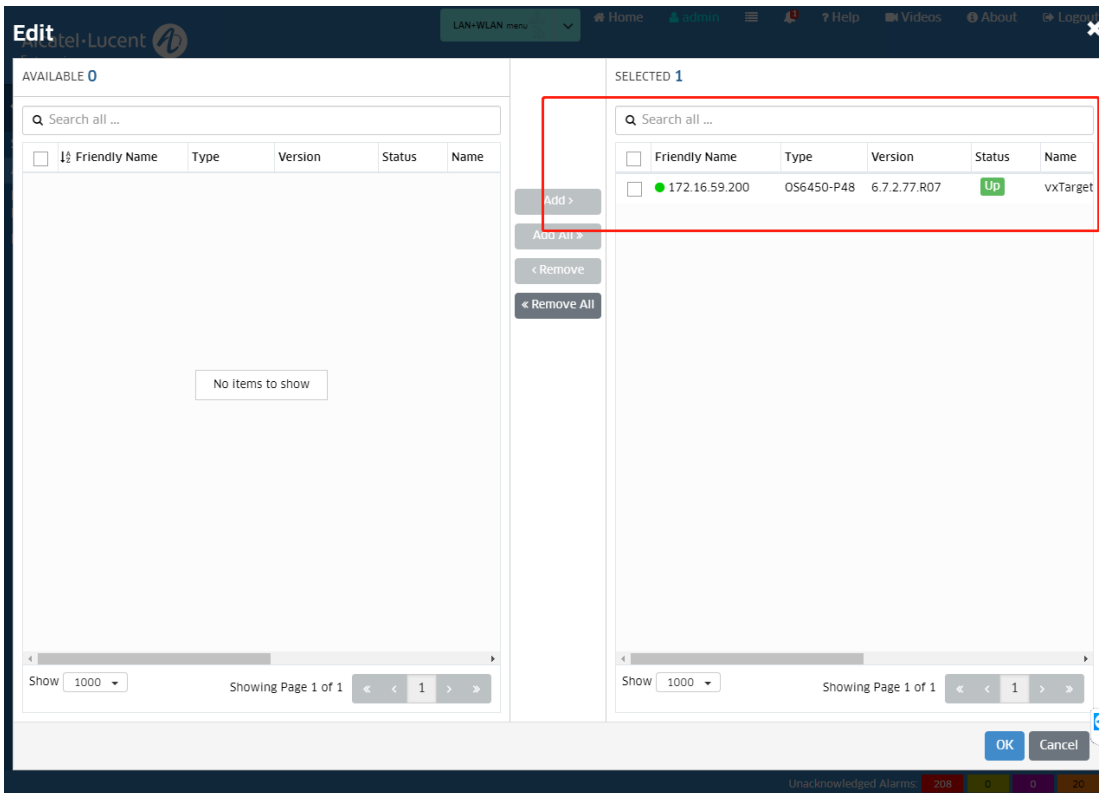 LAN+WLAN menu
Home
admin
? Help
Videos
About
Logout
Edit
Alcatel·Lucent
AVAILABLE 0
SELECTED 1
Search all ...
Search all ...
Friendly Name Type Version Status Name
Friendly Name Type Version Status Name
172.16.59.200 OS6450-P48 6.7.2.77.R07 Up vxTarget
Add >
Add All »
< Remove
« Remove All
No items to show
Show 1000 Showing Page 1 of 1 « ‹ 1 › »
Show 1000 Showing Page 1 of 1 « ‹ 1 › »
OK Cancel
Unacknowledged Alarms: 208 0 0 20